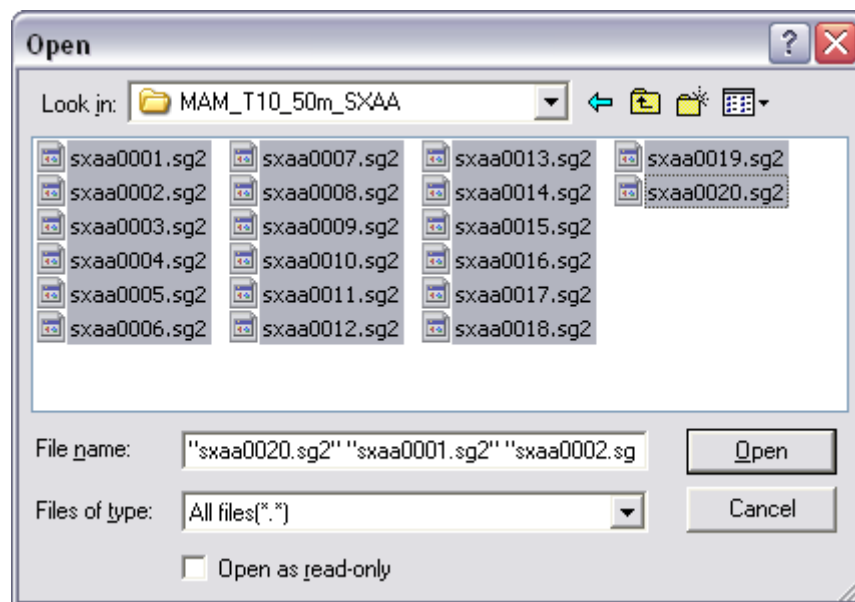 Open
Look in: MAM_T10_50m_SXAA
sxaa0001.sg2 sxaa0007.sg2 sxaa0013.sg2 sxaa0019.sg2
sxaa0002.sg2 sxaa0008.sg2 sxaa0014.sg2 sxaa0020.sg2
sxaa0003.sg2 sxaa0009.sg2 sxaa0015.sg2
sxaa0004.sg2 sxaa0010.sg2 sxaa0016.sg2
sxaa0005.sg2 sxaa0011.sg2 sxaa0017.sg2
sxaa0006.sg2 sxaa0012.sg2 sxaa0018.sg2
File name: "sxaa0020.sg2" "sxaa0001.sg2" "sxaa0002.sg Open
Files of type: All files(*.*) Cancel
Open as read-only